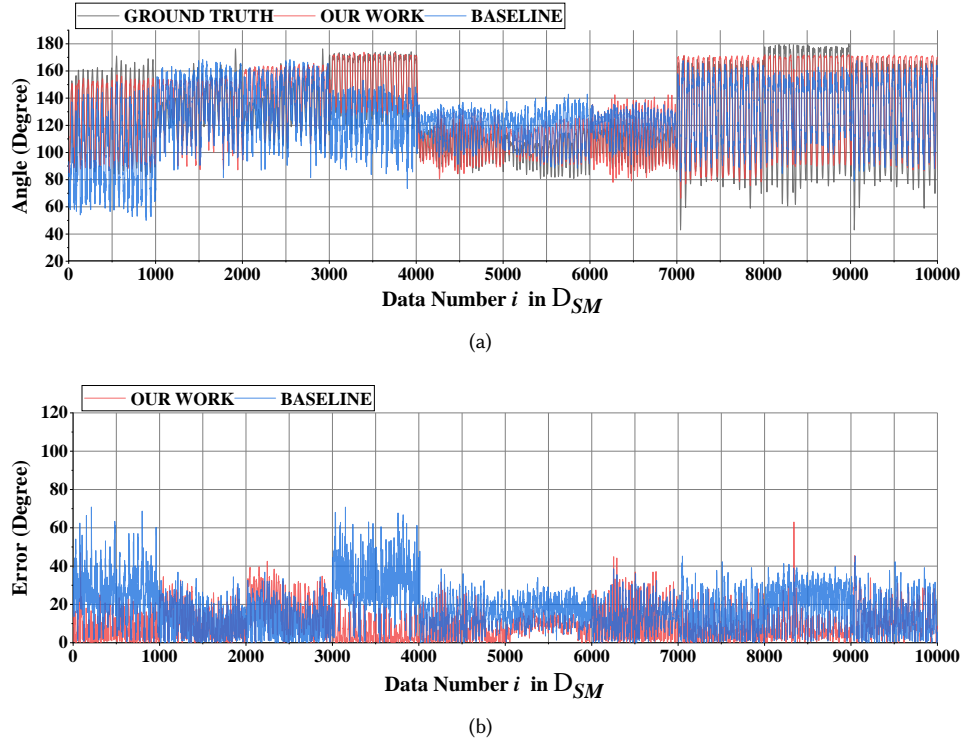 GROUND TRUTH OUR WORK BASELINE
Angle (Degree)
180
160
140
120
100
80
60
40
20
0 1000 2000 3000 4000 5000 6000 7000 8000 9000 10000
Data Number i in D_SM
(a)
OUR WORK BASELINE
Error (Degree)
120
100
80
60
40
20
0
0 1000 2000 3000 4000 5000 6000 7000 8000 9000 10000
Data Number i in D_SM
(b)